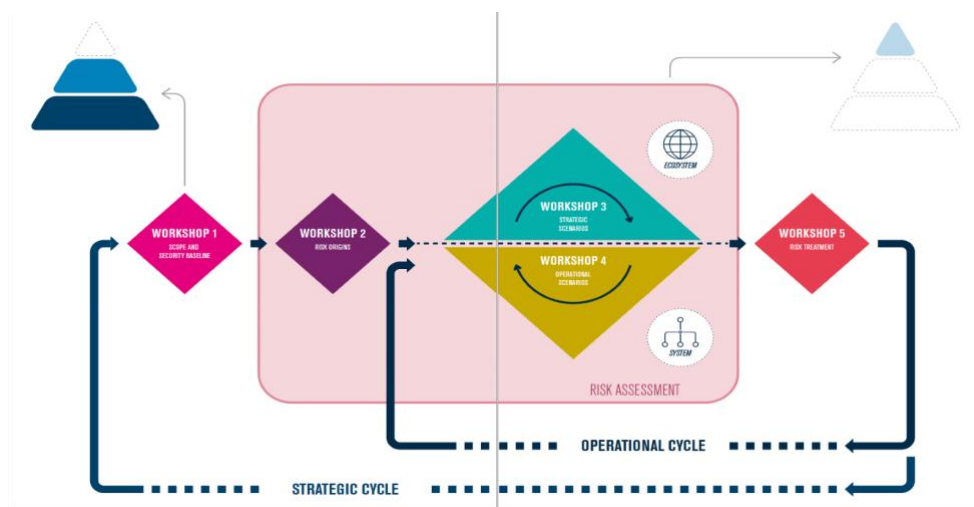 WORKSHOP 1
SCOPE AND
SECURITY BASELINE
WORKSHOP 2
RISK ORIGINS
WORKSHOP 3
STRATEGIC
SCENARIOS
WORKSHOP 4
OPERATIONAL
SCENARIOS
ECOSYSTEM
SYSTEM
RISK ASSESSMENT
WORKSHOP 5
RISK TREATMENT
OPERATIONAL CYCLE
STRATEGIC CYCLE